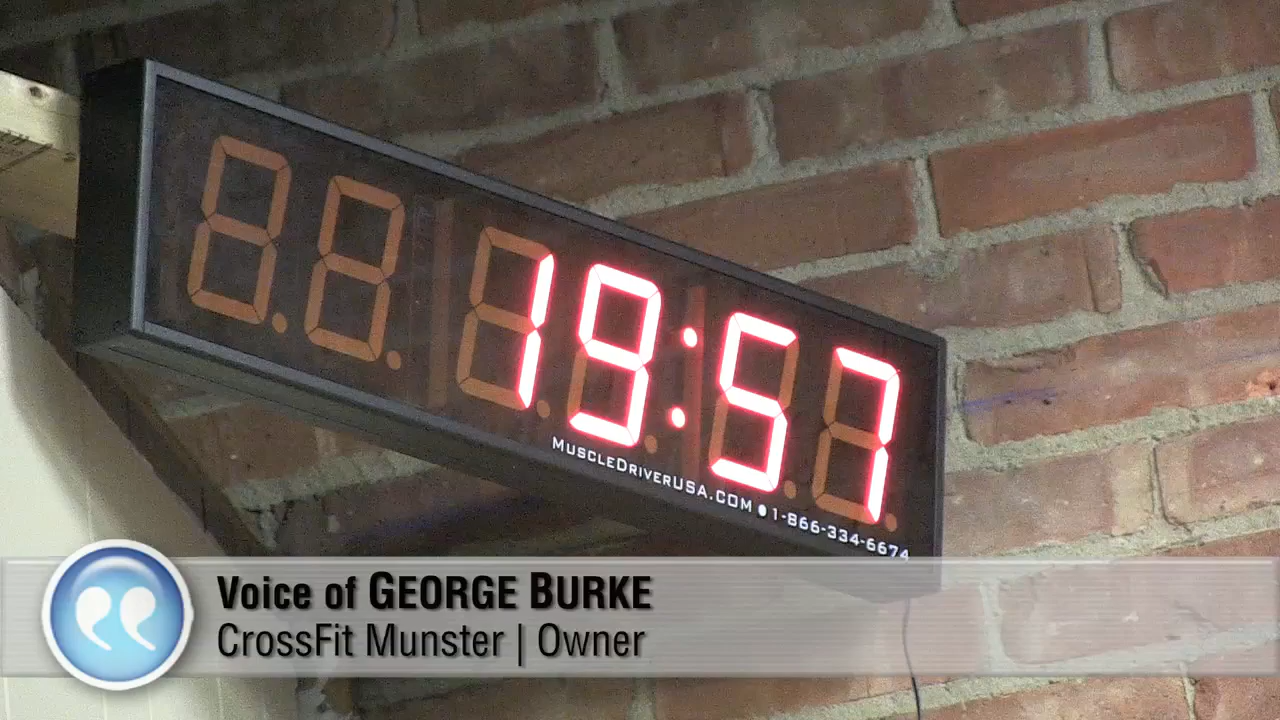 19:57
MUSCLEDRIVERUSA.COM ● 1-866-334-6674
Voice of GEORGE BURKE
CrossFit Munster | Owner